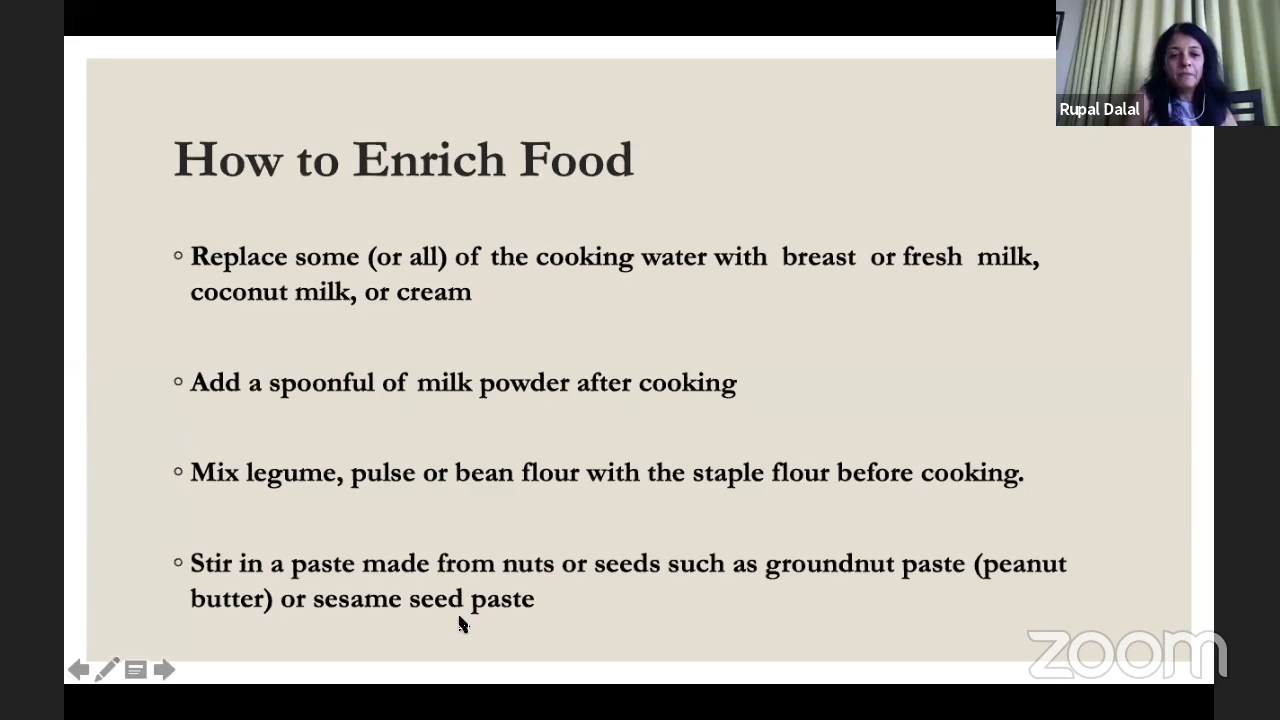 Rupal Dalal
How to Enrich Food
◦ Replace some (or all) of the cooking water with breast or fresh milk,
coconut milk, or cream
◦ Add a spoonful of milk powder after cooking
◦ Mix legume, pulse or bean flour with the staple flour before cooking.
◦ Stir in a paste made from nuts or seeds such as groundnut paste (peanut
butter) or sesame seed paste
zoom